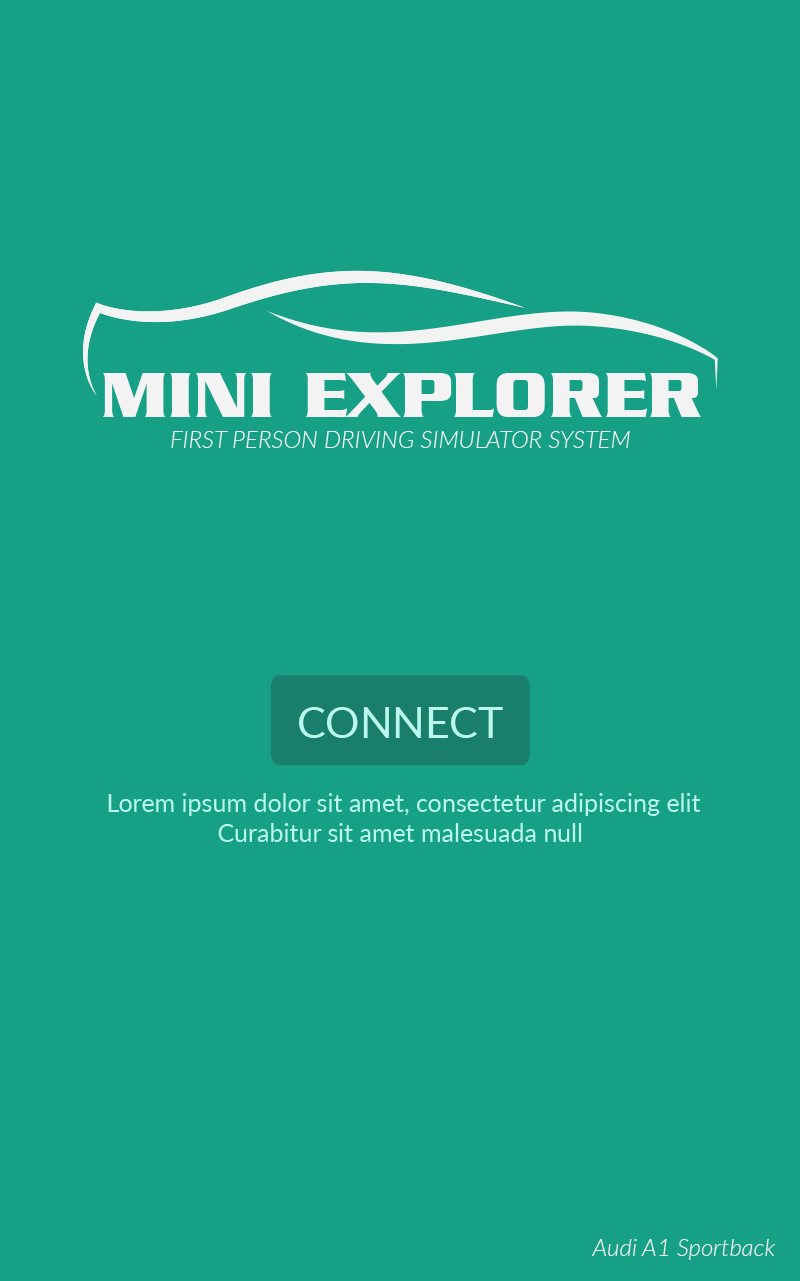 MINI EXPLORER
FIRST PERSON DRIVING SIMULATOR SYSTEM
CONNECT
Lorem ipsum dolor sit amet, consectetur adipiscing elit
Curabitur sit amet malesuada null
Audi A1 Sportback